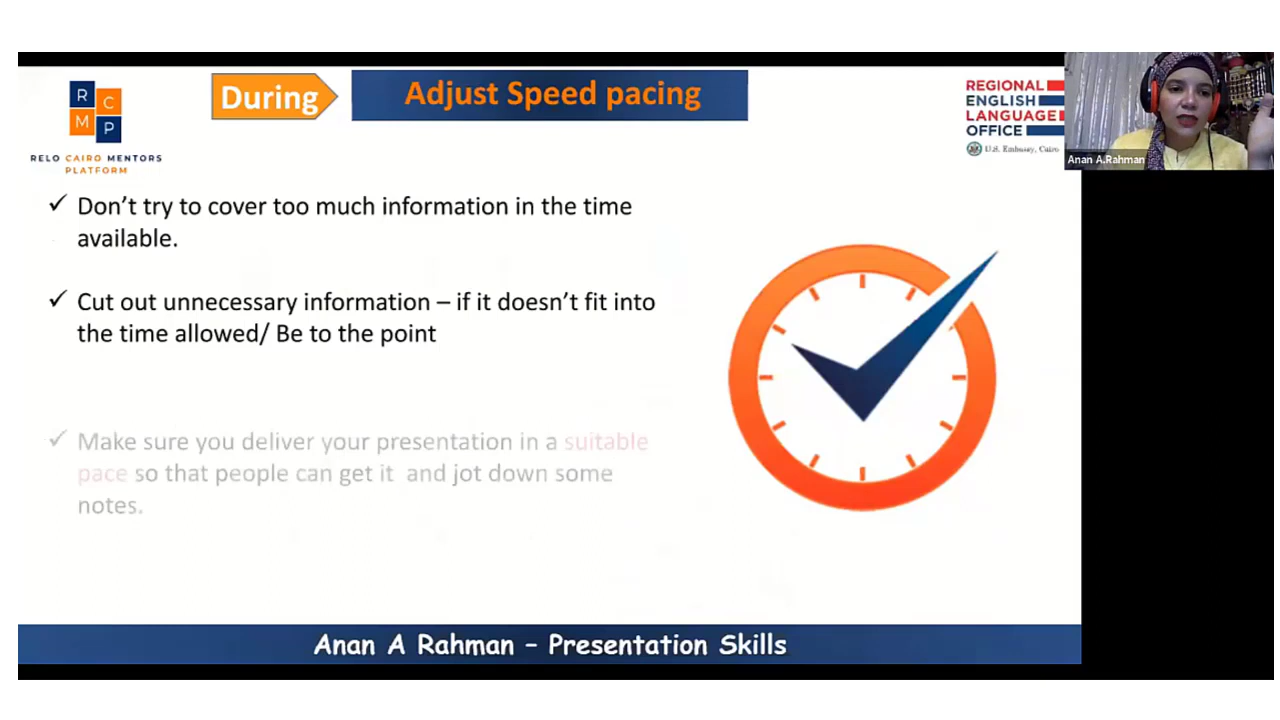 During
Adjust Speed pacing
R
C
M
P
RELO CAIRO MENTORS
PLATFORM
REGIONAL
ENGLISH
LANGUAGE
OFFICE
U.S. Embassy, Cairo
Anan A.Rahman
✓ Don’t try to cover too much information in the time
available.
✓ Cut out unnecessary information – if it doesn’t fit into
the time allowed/ Be to the point
✓ Make sure you deliver your presentation in a suitable
pace so that people can get it and jot down some
notes.
Anan A Rahman – Presentation Skills